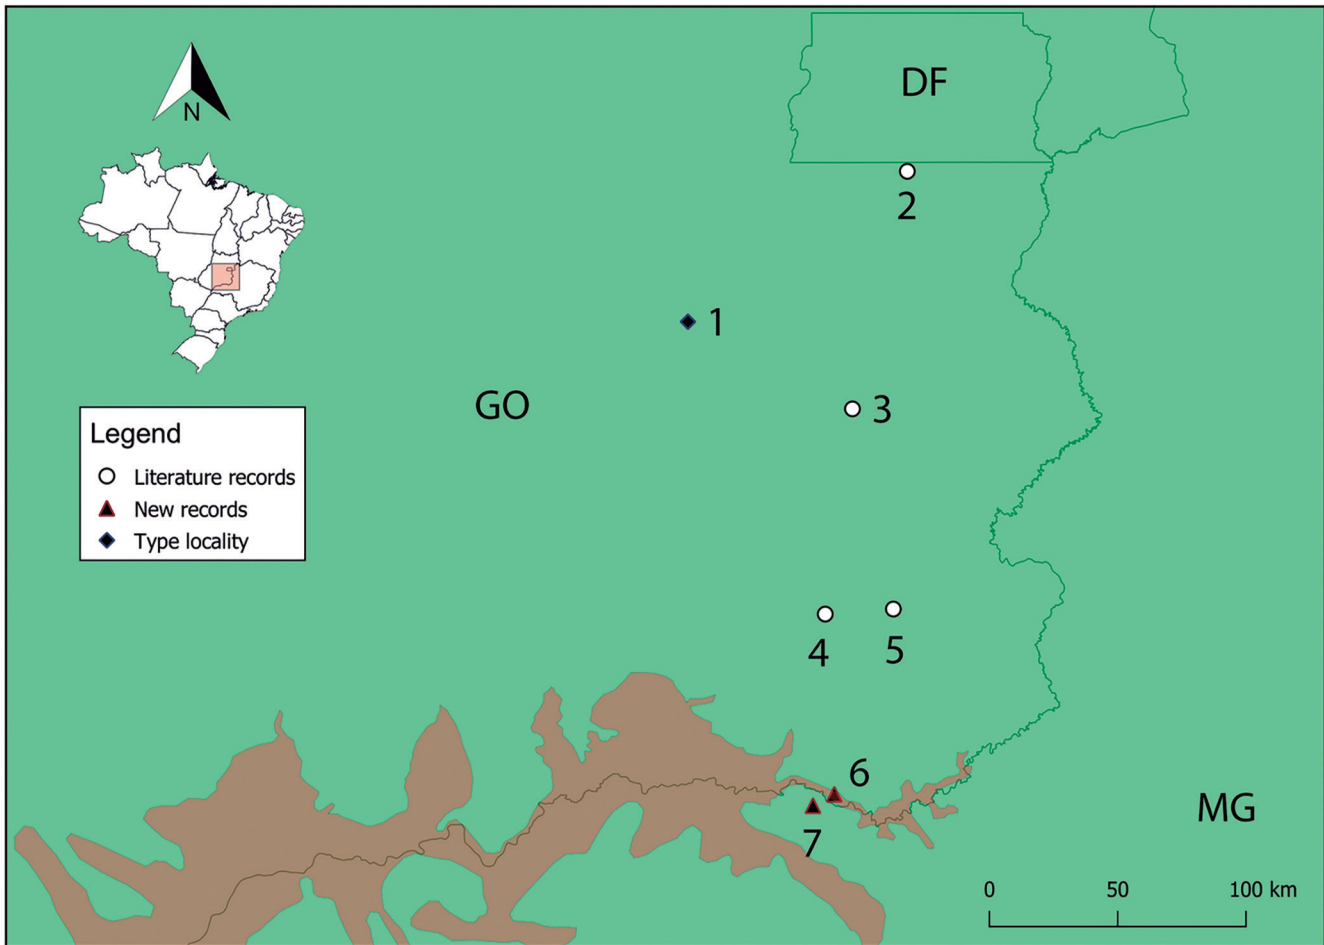 DF
N
2
1
GO
3
Legend
Literature records
New records
Type locality
4
5
6
7
MG
0 50 100 km